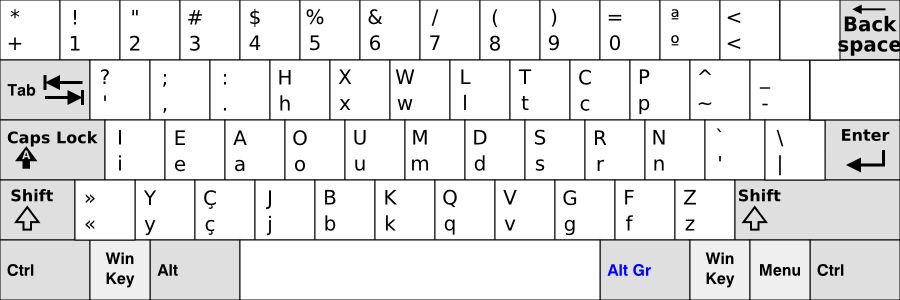 * ! " # $ % & / ( ) = ª < Back
+ 1 2 3 4 5 6 7 8 9 0 º < space
Tab ? ; : H X W L T C P ^ _
' , . h x w l t c p ~ -
Caps Lock I E A O U M D S R N ` \ Enter
A i e a o u m d s r n ' |
Shift » Y Ç J B K Q V G F Z Shift
« y ç j b k q v g f z
Ctrl Win Key Alt Alt Gr Win Key Menu Ctrl